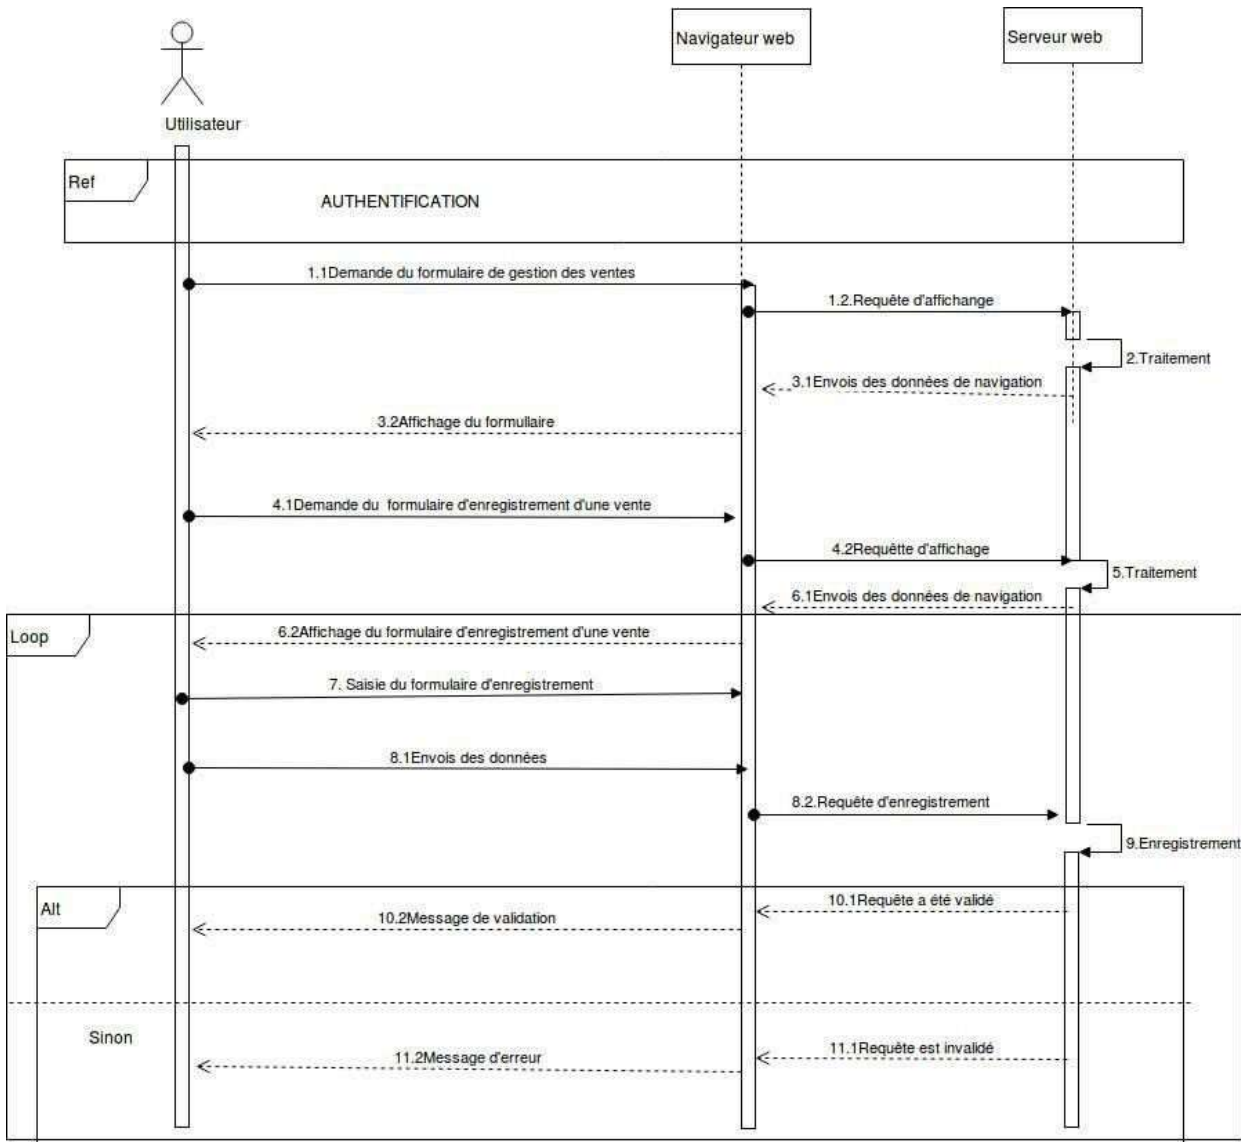 Navigateur web
Serveur web
Utilisateur
Ref
AUTHENTIFICATION
1.1Demande du formulaire de gestion des ventes
1.2.Requête d'affichange
2.Traitement
3.1Envois des données de navigation
3.2Affichage du formullaire
4.1Demande du formulaire d'enregistrement d'une vente
4.2Requêtte d'affichage
5.Traitement
6.1Envois des données de navigation
Loop
6.2Affichage du formulaire d'enregistrement d'une vente
7. Saisie du formulaire d'enregistrement
8.1Envois des données
8.2.Requête d'enregistrement
9.Enregistrement
Alt
10.1Requête a été validé
10.2Message de validation
Sinon
11.1Requête est invalidé
11.2Message d'erreur